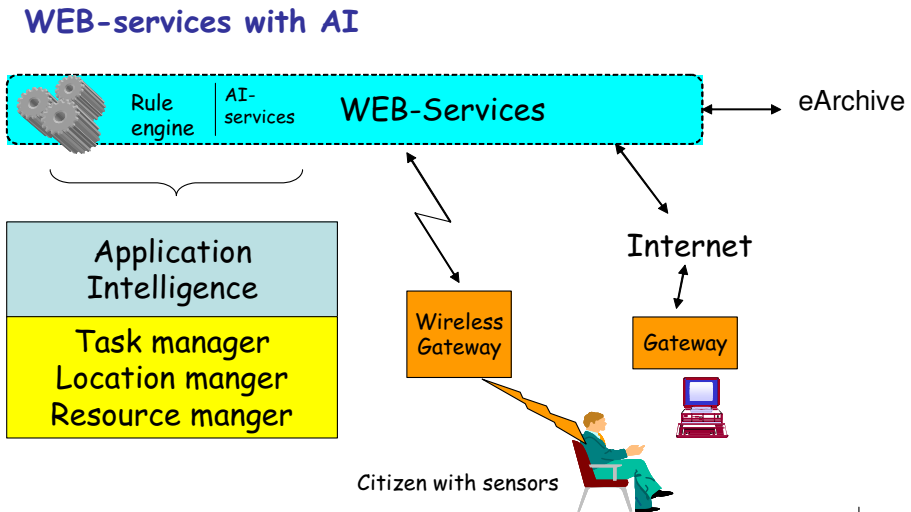 WEB-services with AI
Rule
engine
AI-
services
WEB-Services
eArchive
Application
Intelligence
Task manager
Location manger
Resource manger
Internet
Wireless
Gateway
Gateway
Citizen with sensors